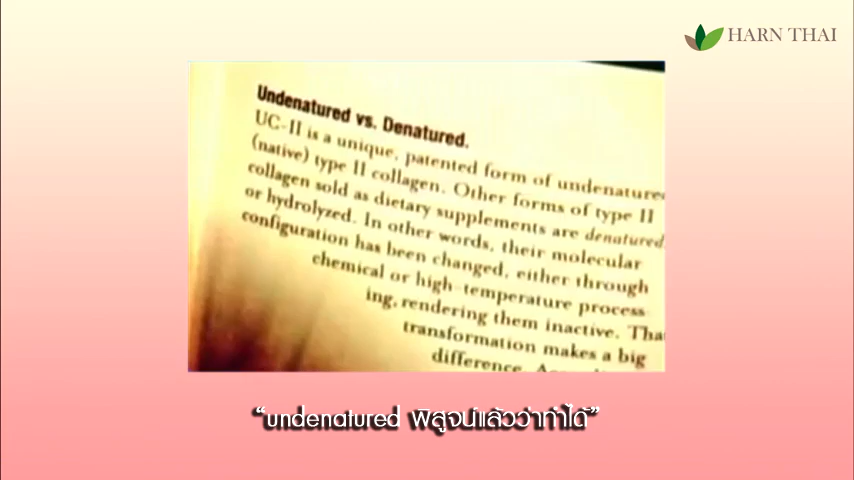 HARN THAI
Undenatured vs. Denatured.
UC-II is a unique, patented form of undenature
(native) type II collagen. Other forms of type II
collagen sold as dietary supplements are denatured
or hydrolyzed. In other words, their molecular
configuration has been changed, either through
chemical or high-temperature process
ing, rendering them inactive. Tha
transformation makes a big
difference.
“undenatured พิสูจน์แล้วว่าทำได้”